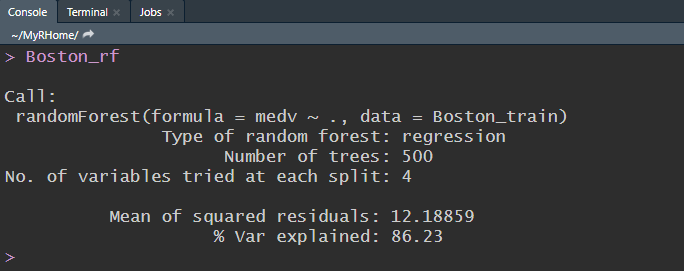 Console Terminal × Jobs ×
~/MyRHome/
> Boston_rf
Call:
randomForest(formula = medv ~ ., data = Boston_train)
Type of random forest: regression
Number of trees: 500
No. of variables tried at each split: 4
Mean of squared residuals: 12.18859
% Var explained: 86.23
>